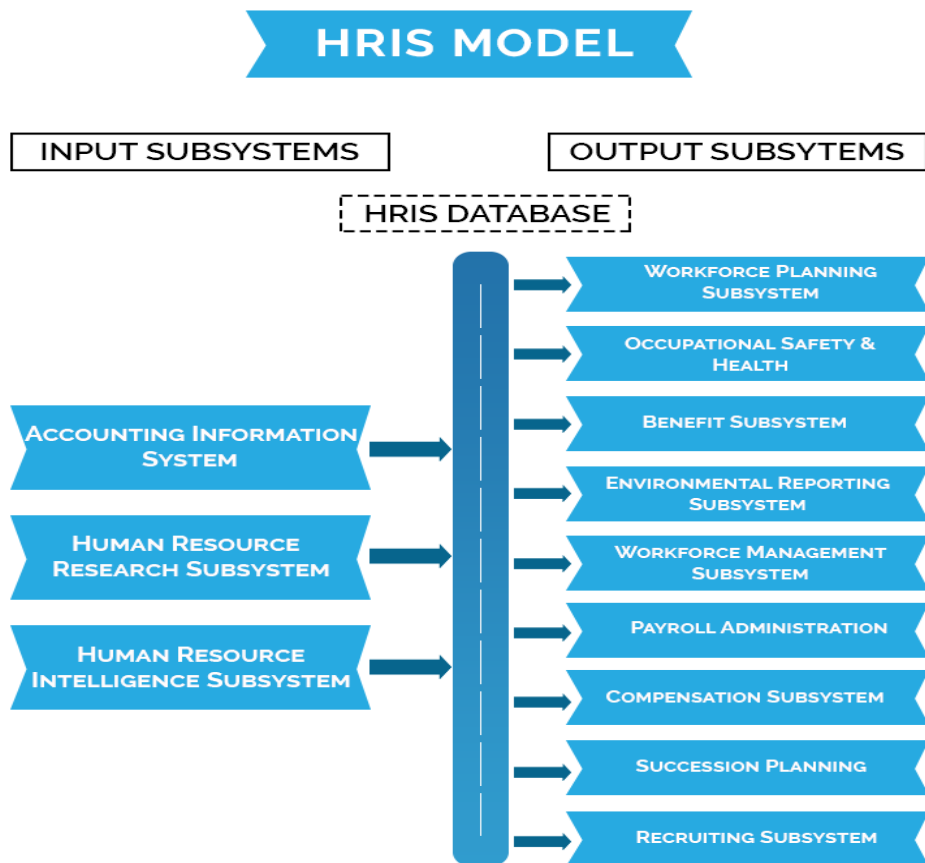 HRIS MODEL
INPUT SUBSYSTEMS
OUTPUT SUBSYTEMS
HRIS DATABASE
ACCOUNTING INFORMATION
SYSTEM
HUMAN RESOURCE
RESEARCH SUBSYSTEM
HUMAN RESOURCE
INTELLIGENCE SUBSYSTEM
WORKFORCE PLANNING
SUBSYSTEM
OCCUPATIONAL SAFETY &
HEALTH
BENEFIT SUBSYSTEM
ENVIRONMENTAL REPORTING
SUBSYSTEM
WORKFORCE MANAGEMENT
SUBSYSTEM
PAYROLL ADMINISTRATION
COMPENSATION SUBSYSTEM
SUCCESSION PLANNING
RECRUITING SUBSYSTEM